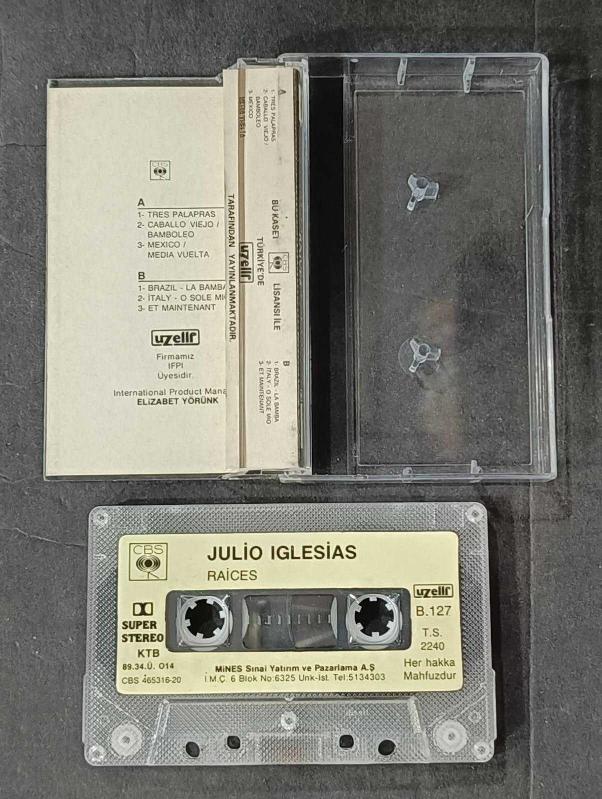 CBS
A
1- TRES PALAPRAS
2- CABALLO VIEJO /
BAMBOLEO
3- MEXICO /
MEDIA VUELTA
B
1- BRAZIL - LA BAMBA
2- İTALY - O SOLE MIO
3- ET MAINTENANT
uzelli
Firmamız
IFPI
Üyesidir.
International Product Mana
ELİZABET YÖRÜNK
A
1- TRES PALAPRAS
2- CABALLO VIEJO /
BAMBOLEO
3- MEXICO
MEDIA VUELTA
BU KASET
CBS
LİSANSI İLE
TÜRKİYE'DE
uzelli
TARAFINDAN YAYINLANMAKTADIR.
B
1- BRAZIL - LA BAMBA
2- İTALY - O SOLE MIO
3- ET MAINTENANT
CBS
JULİO IGLESİAS
RAİCES
uzelli
B.127
SUPER
STEREO
KTB
T.S.
2240
89.34.Ü. O14
CBS 465316-20
MİNES Sınai Yatırım ve Pazarlama A.Ş
İ.M.Ç. 6 Blok No:6325 Unk-İst. Tel:5134303
Her hakka
Mahfuzdur